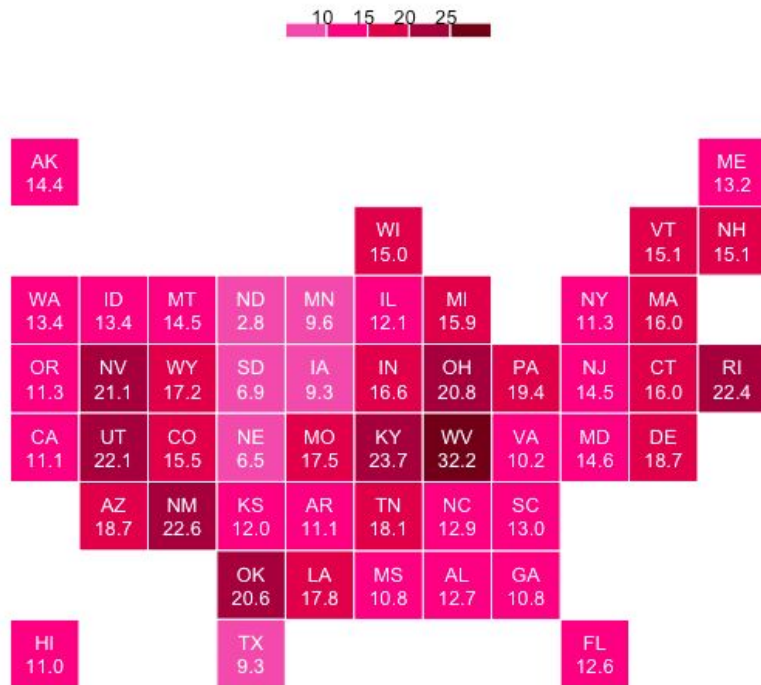 10 15 20 25
AK ME
14.4 13.2
WI VT NH
15.0 15.1 15.1
WA ID MT ND MN IL MI NY MA
13.4 13.4 14.5 2.8 9.6 12.1 15.9 11.3 16.0
OR NV WY SD IA IN OH PA NJ CT RI
11.3 21.1 17.2 6.9 9.3 16.6 20.8 19.4 14.5 16.0 22.4
CA UT CO NE MO KY WV VA MD DE
11.1 22.1 15.5 6.5 17.5 23.7 32.2 10.2 14.6 18.7
AZ NM KS AR TN NC SC
18.7 22.6 12.0 11.1 18.1 12.9 13.0
OK LA MS AL GA
20.6 17.8 10.8 12.7 10.8
HI TX FL
11.0 9.3 12.6